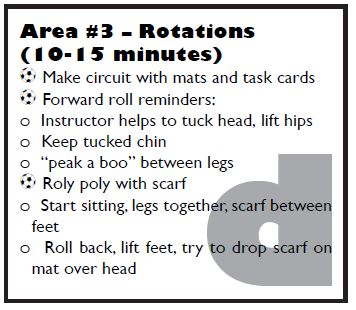 Area #3 – Rotations
(10-15 minutes)
Make circuit with mats and task cards
Forward roll reminders:
o Instructor helps to tuck head, lift hips
o Keep tucked chin
o “peak a boo” between legs
Roly poly with scarf
o Start sitting, legs together, scarf between
feet
o Roll back, lift feet, try to drop scarf on
mat over head
d